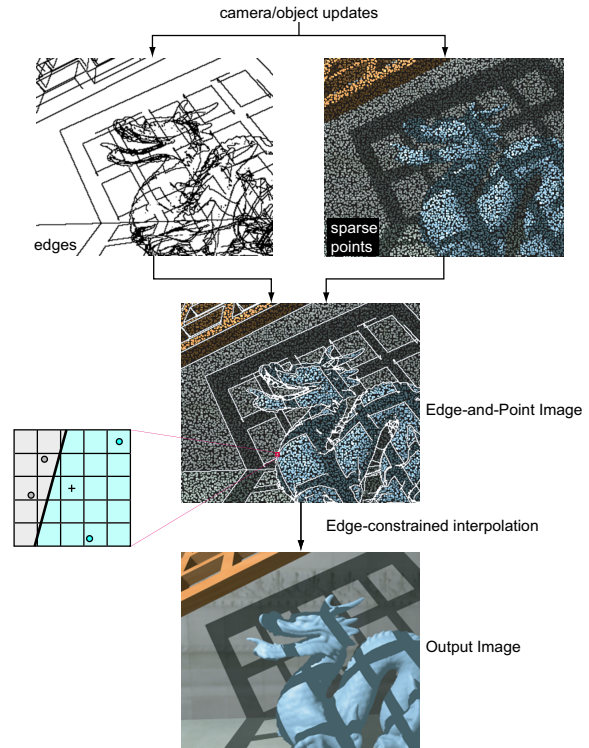 camera/object updates
edges
sparse
points
Edge-and-Point Image
Edge-constrained interpolation
Output Image